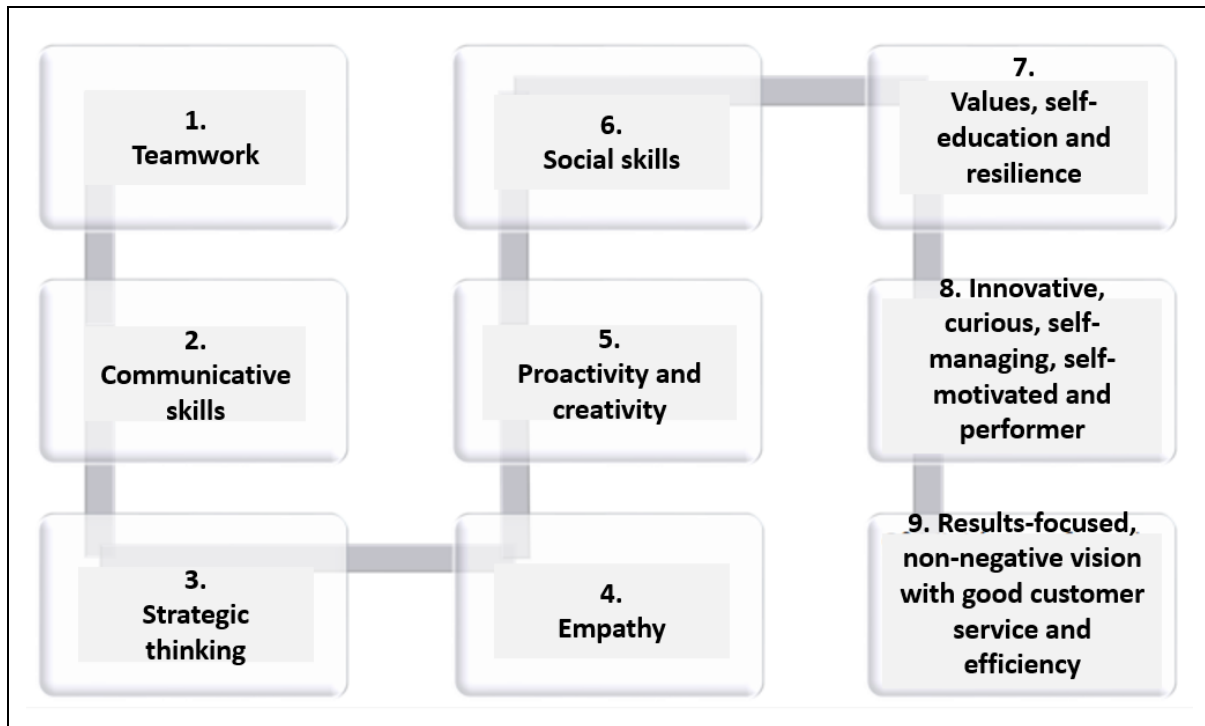 1.
Teamwork
2.
Communicative
skills
3.
Strategic
thinking
4.
Empathy
5.
Proactivity and
creativity
6.
Social skills
7.
Values, self-
education and
resilience
8. Innovative,
curious, self-
managing, self-
motivated and
performer
9. Results-focused,
non-negative vision
with good customer
service and
efficiency